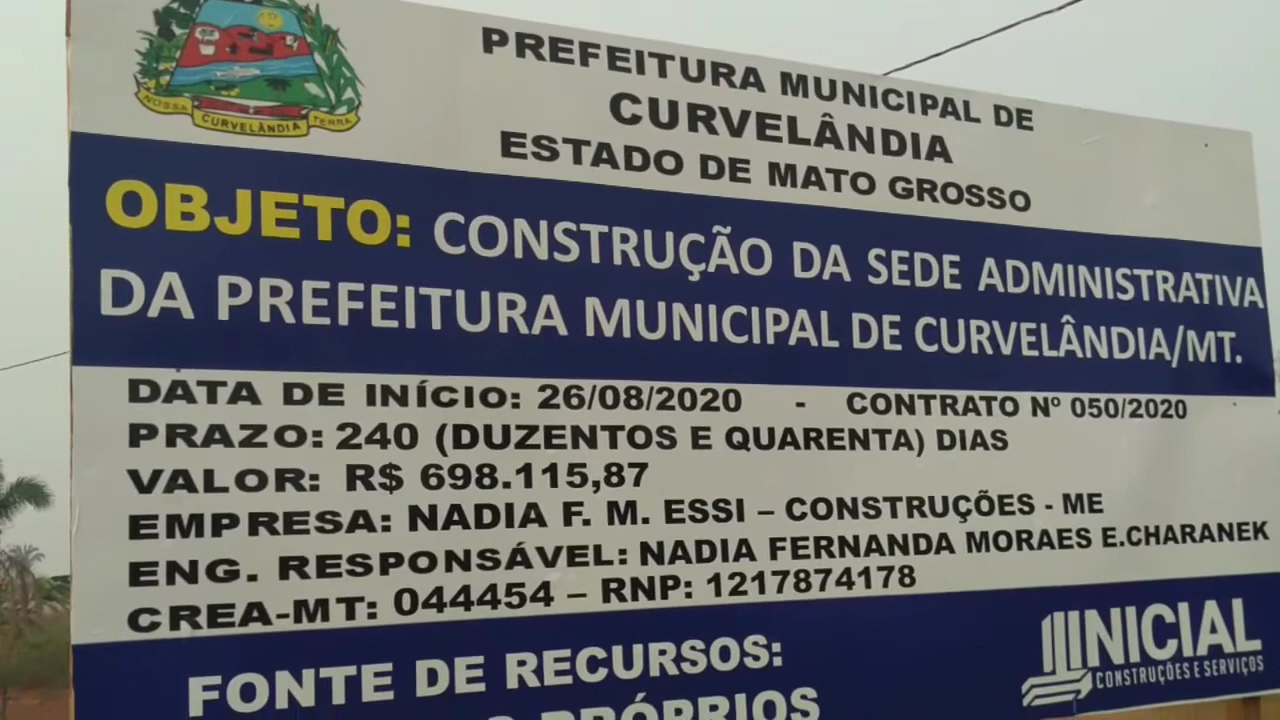 PREFEITURA MUNICIPAL DE
CURVELÂNDIA
ESTADO DE MATO GROSSO
NOSSA CURVELÂNDIA TERRA
OBJETO: CONSTRUÇÃO DA SEDE ADMINISTRATIVA
DA PREFEITURA MUNICIPAL DE CURVELÂNDIA/MT.
DATA DE INÍCIO: 26/08/2020 - CONTRATO Nº 050/2020
PRAZO: 240 (DUZENTOS E QUARENTA) DIAS
VALOR: R$ 698.115,87
EMPRESA: NADIA F. M. ESSI – CONSTRUÇÕES - ME
ENG. RESPONSÁVEL: NADIA FERNANDA MORAES E.CHARANEK
CREA-MT: 044454 – RNP: 1217874178
FONTE DE RECURSOS:
PRÓPRIOS
INICIAL
CONSTRUÇÕES E SERVIÇOS